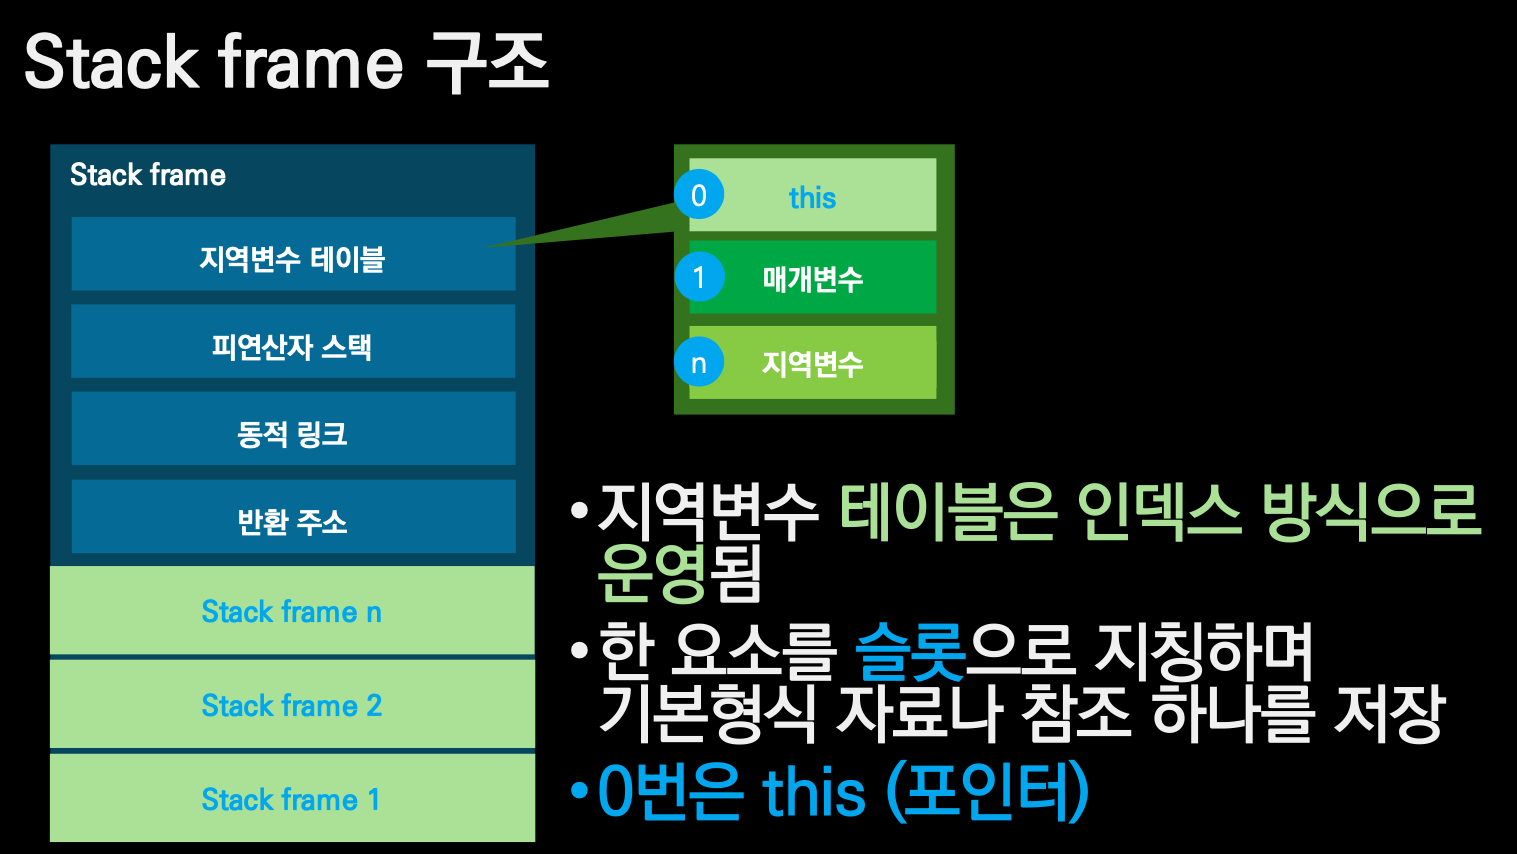 Stack frame 구조
Stack frame
지역변수 테이블
피연산자 스택
동적 링크
반환 주소
Stack frame n
Stack frame 2
Stack frame 1
0
this
1
매개변수
n
지역변수
•지역변수 테이블은 인덱스 방식으로
운영됨
•한 요소를 슬롯으로 지칭하며
기본형식 자료나 참조 하나를 저장
•0번은 this (포인터)